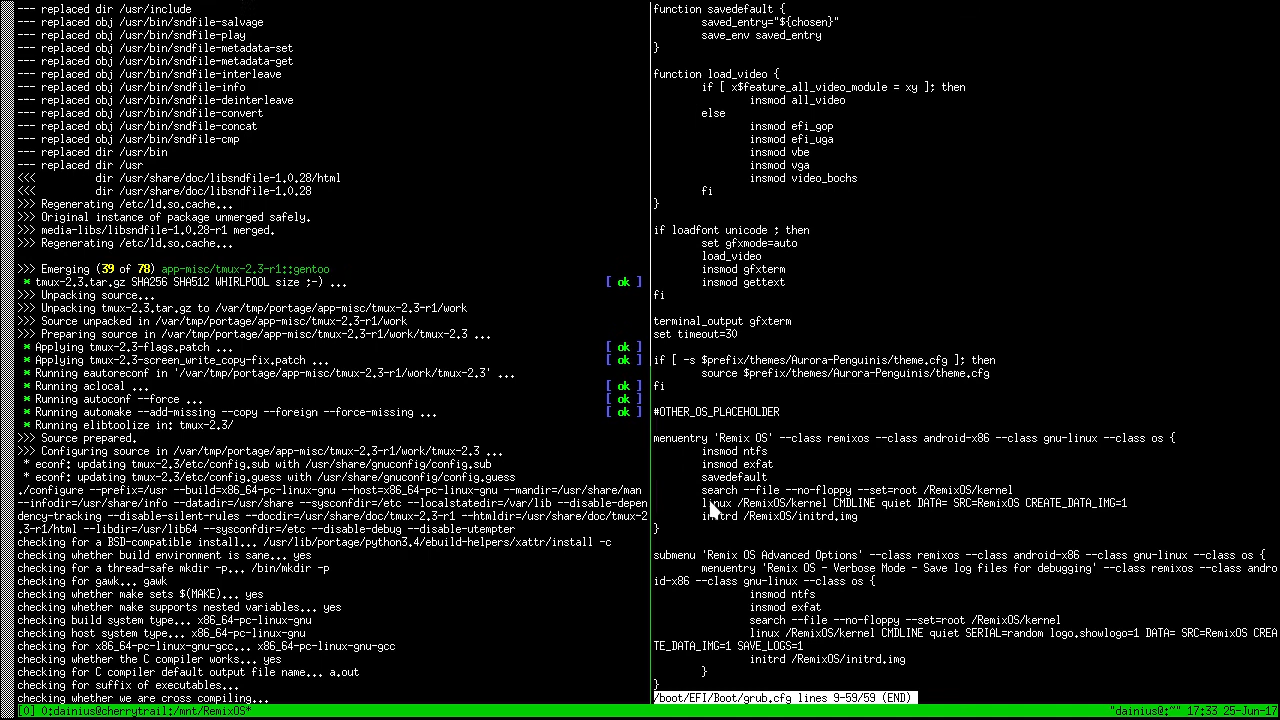 --- replaced dir /usr/include
--- replaced obj /usr/bin/sndfile-salvage
--- replaced obj /usr/bin/sndfile-play
--- replaced obj /usr/bin/sndfile-metadata-set
--- replaced obj /usr/bin/sndfile-metadata-get
--- replaced obj /usr/bin/sndfile-interleave
--- replaced obj /usr/bin/sndfile-info
--- replaced obj /usr/bin/sndfile-deinterleave
--- replaced obj /usr/bin/sndfile-convert
--- replaced obj /usr/bin/sndfile-concat
--- replaced obj /usr/bin/sndfile-cmp
--- replaced dir /usr/bin
--- replaced dir /usr
<<<          dir /usr/share/doc/libsndfile-1.0.28/html
<<<          dir /usr/share/doc/libsndfile-1.0.28
>>> Regenerating /etc/ld.so.cache...
>>> Original instance of package unmerged safely.
>>> media-libs/libsndfile-1.0.28-r1 merged.
>>> Regenerating /etc/ld.so.cache...
>>> Emerging (39 of 78) app-misc/tmux-2.3-r1::gentoo
 * tmux-2.3.tar.gz SHA256 SHA512 WHIRLPOOL size ;-) ... [ ok ]
>>> Unpacking source...
>>> Unpacking tmux-2.3.tar.gz to /var/tmp/portage/app-misc/tmux-2.3-r1/work
>>> Source unpacked in /var/tmp/portage/app-misc/tmux-2.3-r1/work
>>> Preparing source in /var/tmp/portage/app-misc/tmux-2.3-r1/work/tmux-2.3 ...
 * Applying tmux-2.3-flags.patch ... [ ok ]
 * Applying tmux-2.3-screen_write_copy-fix.patch ... [ ok ]
 * Running eautoreconf in '/var/tmp/portage/app-misc/tmux-2.3-r1/work/tmux-2.3' ...
 * Running aclocal ... [ ok ]
 * Running autoconf --force ... [ ok ]
 * Running automake --add-missing --copy --foreign --force-missing ... [ ok ]
 * Running elibtoolize in: tmux-2.3/
>>> Source prepared.
>>> Configuring source in /var/tmp/portage/app-misc/tmux-2.3-r1/work/tmux-2.3 ...
 * econf: updating tmux-2.3/etc/config.sub with /usr/share/gnuconfig/config.sub
 * econf: updating tmux-2.3/etc/config.guess with /usr/share/gnuconfig/config.guess
./configure --prefix=/usr --build=x86_64-pc-linux-gnu --host=x86_64-pc-linux-gnu --mandir=/usr/share/man
--infodir=/usr/share/info --datadir=/usr/share --sysconfdir=/etc --localstatedir=/var/lib --disable-depen
dency-tracking --disable-silent-rules --docdir=/usr/share/doc/tmux-2.3-r1 --htmldir=/usr/share/doc/tmux-2
.3-r1/html --libdir=/usr/lib64 --sysconfdir=/etc --disable-debug --disable-utempter
checking for a BSD-compatible install... /usr/lib/portage/python3.4/ebuild-helpers/xattr/install -c
checking whether build environment is sane... yes
checking for a thread-safe mkdir -p... /bin/mkdir -p
checking for gawk... gawk
checking whether make sets $(MAKE)... yes
checking whether make supports nested variables... yes
checking build system type... x86_64-pc-linux-gnu
checking host system type... x86_64-pc-linux-gnu
checking for x86_64-pc-linux-gnu-gcc... x86_64-pc-linux-gnu-gcc
checking whether the C compiler works... yes
checking for C compiler default output file name... a.out
checking for suffix of executables...
checking whether we are cross compiling...
function savedefault {
        saved_entry="${chosen}"
        save_env saved_entry
}
function load_video {
        if [ x$feature_all_video_module = xy ]; then
                insmod all_video
        else
                insmod efi_gop
                insmod efi_uga
                insmod vbe
                insmod vga
                insmod video_bochs
        fi
}
if loadfont unicode ; then
        set gfxmode=auto
        load_video
        insmod gfxterm
        insmod gettext
fi
terminal_output gfxterm
set timeout=30
if [ -s $prefix/themes/Aurora-Penguinis/theme.cfg ]; then
        source $prefix/themes/Aurora-Penguinis/theme.cfg
fi
#OTHER_OS_PLACEHOLDER
menuentry 'Remix OS' --class remixos --class android-x86 --class gnu-linux --class os {
        insmod ntfs
        insmod exfat
        savedefault
        search --file --no-floppy --set=root /RemixOS/kernel
        linux /RemixOS/kernel CMDLINE quiet DATA= SRC=RemixOS CREATE_DATA_IMG=1
        initrd /RemixOS/initrd.img
}
submenu 'Remix OS Advanced Options' --class remixos --class android-x86 --class gnu-linux --class os {
        menuentry 'Remix OS - Verbose Mode - Save log files for debugging' --class remixos --class andro
id-x86 --class gnu-linux --class os {
                insmod ntfs
                insmod exfat
                search --file --no-floppy --set=root /RemixOS/kernel
                linux /RemixOS/kernel CMDLINE quiet SERIAL=random logo.showlogo=1 DATA= SRC=RemixOS CREA
TE_DATA_IMG=1 SAVE_LOGS=1
                initrd /RemixOS/initrd.img
        }
}
/boot/EFI/Boot/grub.cfg lines 9-59/59 (END)
[0] 0:dainius@cherrytrail:/mnt/RemixOS* "dainius@:~" 17:33 25-Jun-17